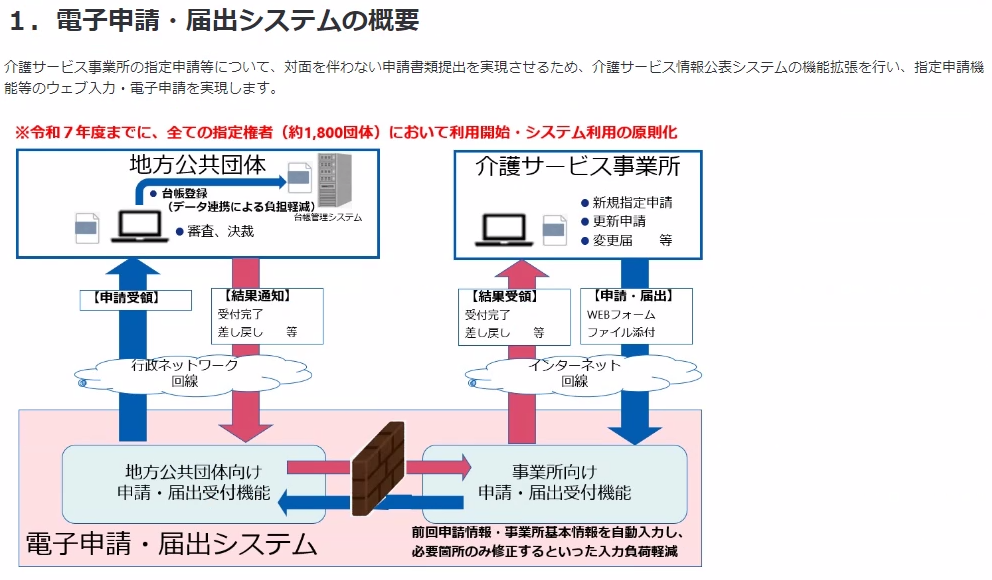 １．電子申請・届出システムの概要
介護サービス事業所の指定申請等について、対面を伴わない申請書類提出を実現させるため、介護サービス情報公表システムの機能拡張を行い、指定申請機
能等のウェブ入力・電子申請を実現します。
※令和７年度までに、全ての指定権者（約1,800団体）において利用開始・システム利用の原則化
地方公共団体
● 台帳登録
（データ連携による負担軽減）
台帳管理システム
● 審査、決裁
介護サービス事業所
● 新規指定申請
● 更新申請
● 変更届　等
【申請受領】
【結果通知】
受付完了
差し戻し　等
【結果受領】
受付完了
差し戻し　等
【申請・届出】
WEBフォーム
ファイル添付
行政ネットワーク
回線
インターネット
回線
地方公共団体向け
申請・届出受付機能
事業所向け
申請・届出受付機能
電子申請・届出システム
前回申請情報・事業所基本情報を自動入力し、
必要箇所のみ修正するといった入力負荷軽減